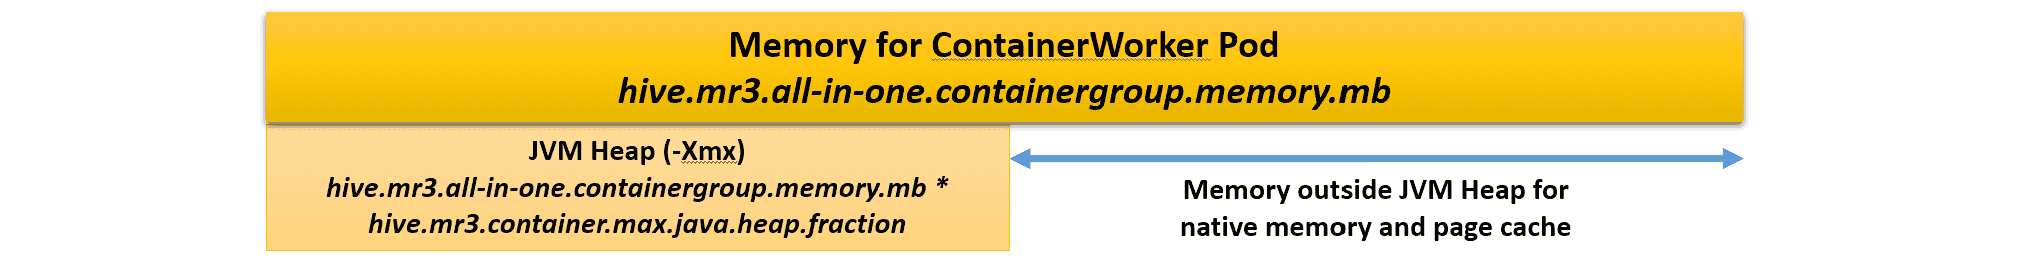 Memory for ContainerWorker Pod
hive.mr3.all-in-one.containergroup.memory.mb
JVM Heap (-Xmx)
hive.mr3.all-in-one.containergroup.memory.mb *
hive.mr3.container.max.java.heap.fraction
Memory outside JVM Heap for
native memory and page cache